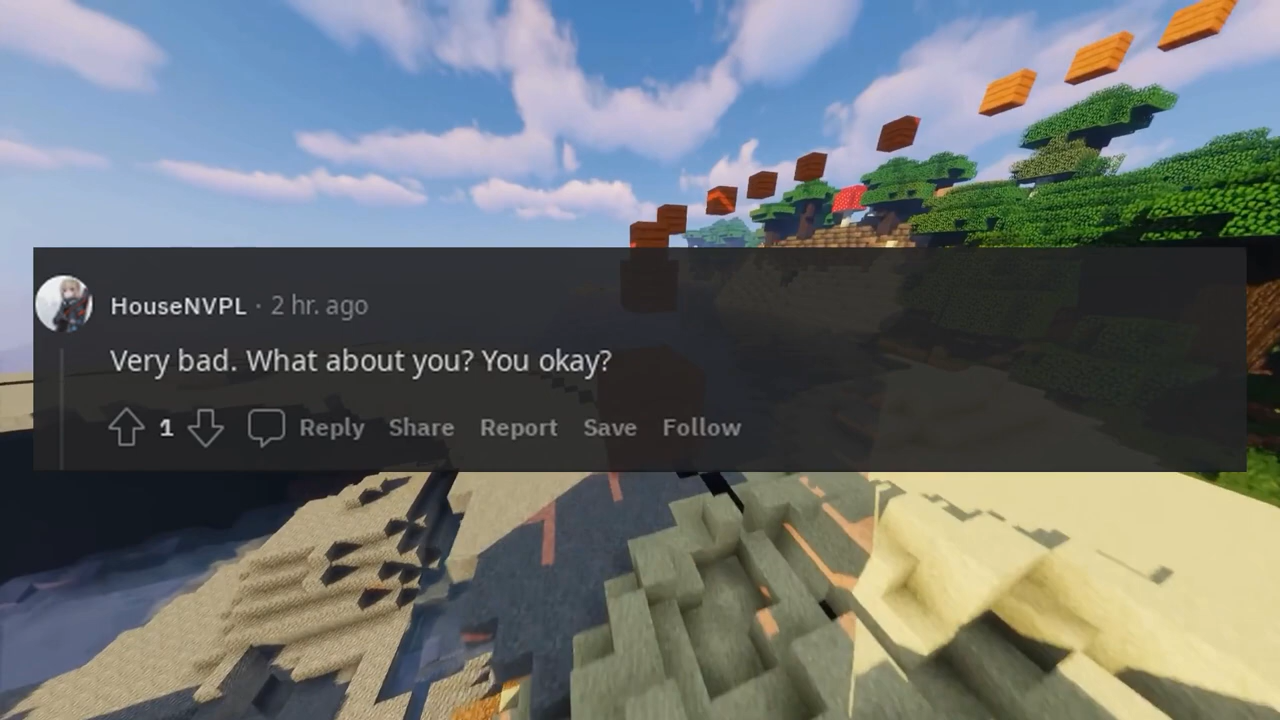 HouseNVPL · 2 hr. ago
Very bad. What about you? You okay?
1 Reply Share Report Save Follow